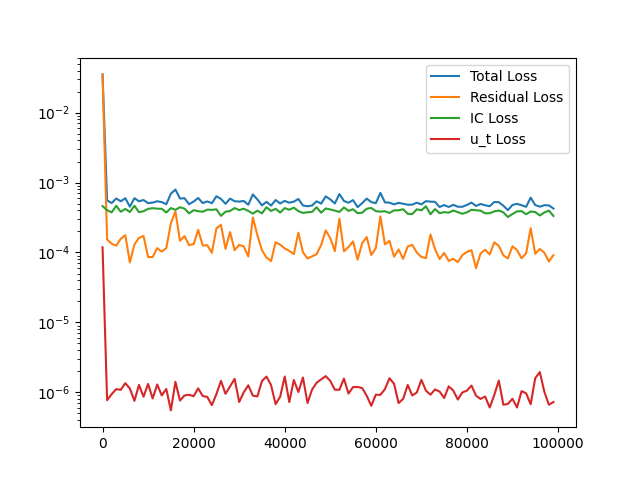 Total Loss
Residual Loss
IC Loss
u_t Loss
10^{-2}
10^{-3}
10^{-4}
10^{-5}
10^{-6}
0 20000 40000 60000 80000 100000